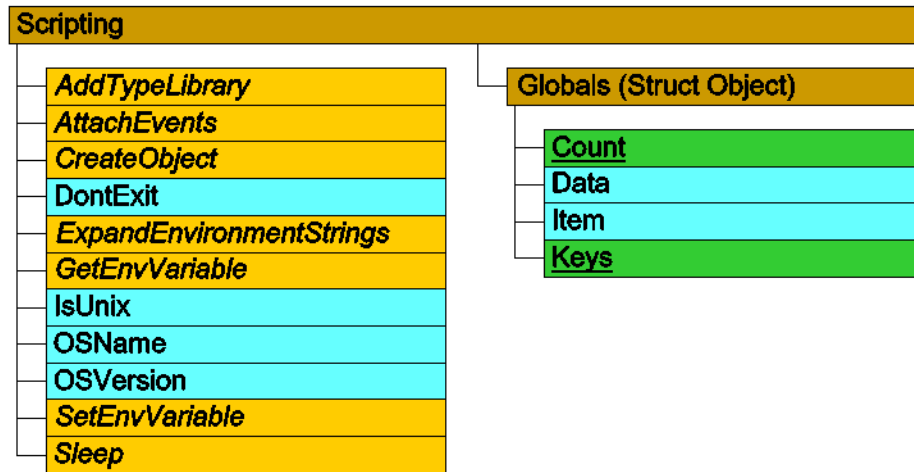 Scripting
AddTypeLibrary
AttachEvents
CreateObject
DontExit
ExpandEnvironmentStrings
GetEnvVariable
IsUnix
OSName
OSVersion
SetEnvVariable
Sleep
Globals (Struct Object)
Count
Data
Item
Keys